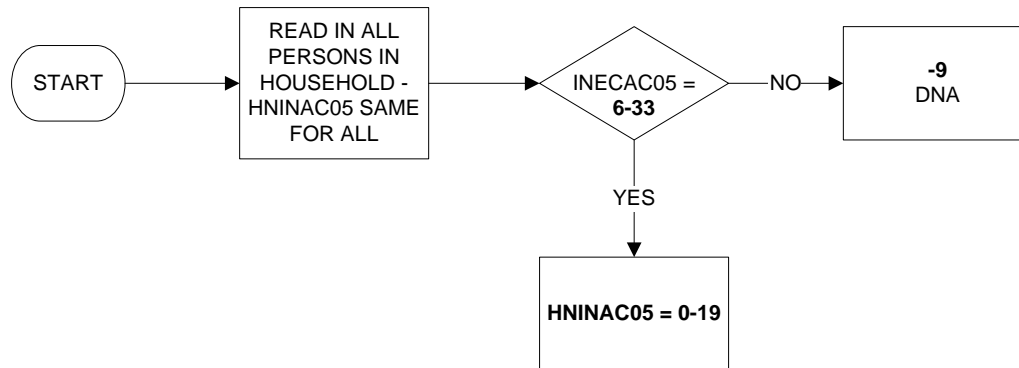 START
READ IN ALL
PERSONS IN
HOUSEHOLD -
HNINAC05 SAME
FOR ALL
INECAC05 =
6-33
NO
-9
DNA
YES
HNINAC05 = 0-19